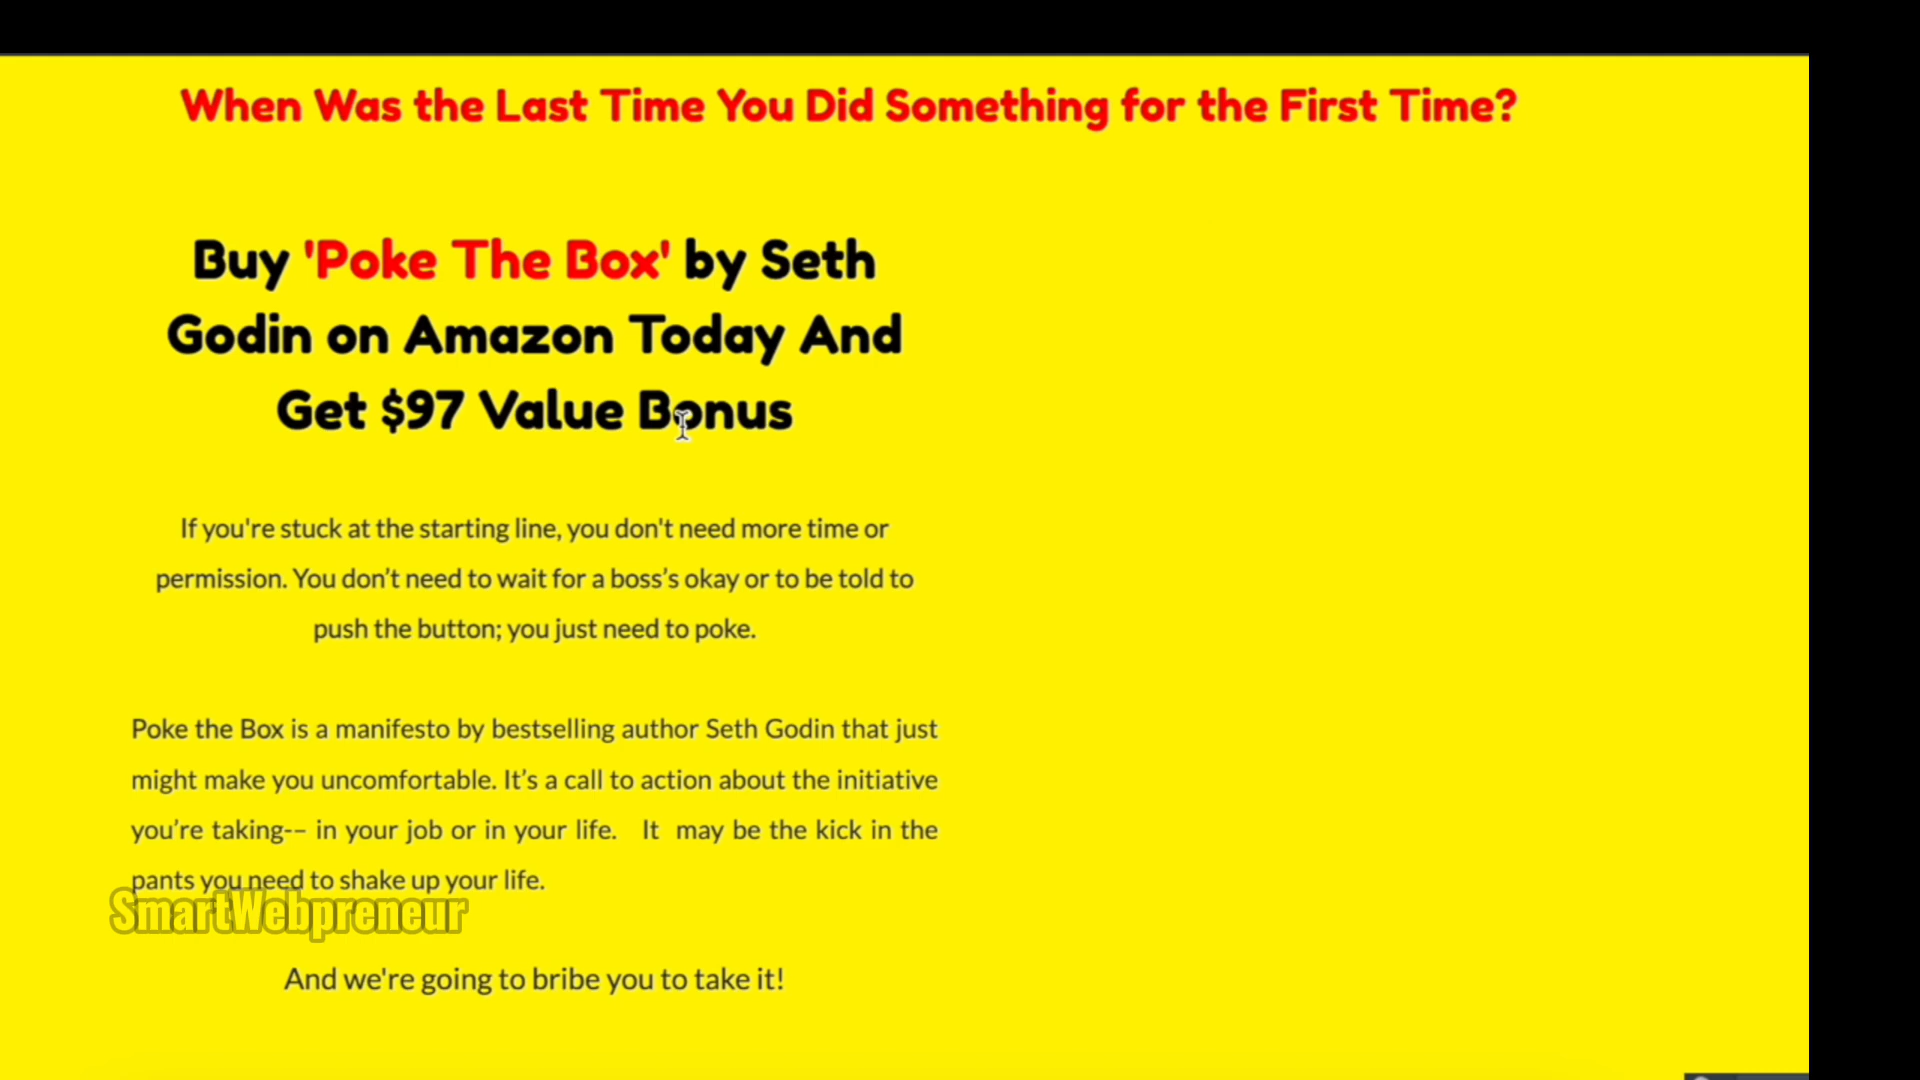 When Was the Last Time You Did Something for the First Time?
Buy 'Poke The Box' by Seth
Godin on Amazon Today And
Get $97 Value Bonus
If you're stuck at the starting line, you don't need more time or
permission. You don’t need to wait for a boss’s okay or to be told to
push the button; you just need to poke.
Poke the Box is a manifesto by bestselling author Seth Godin that just
might make you uncomfortable. It’s a call to action about the initiative
you’re taking-– in your job or in your life. It may be the kick in the
pants you need to shake up your life.
SmartWebpreneur
And we're going to bribe you to take it!